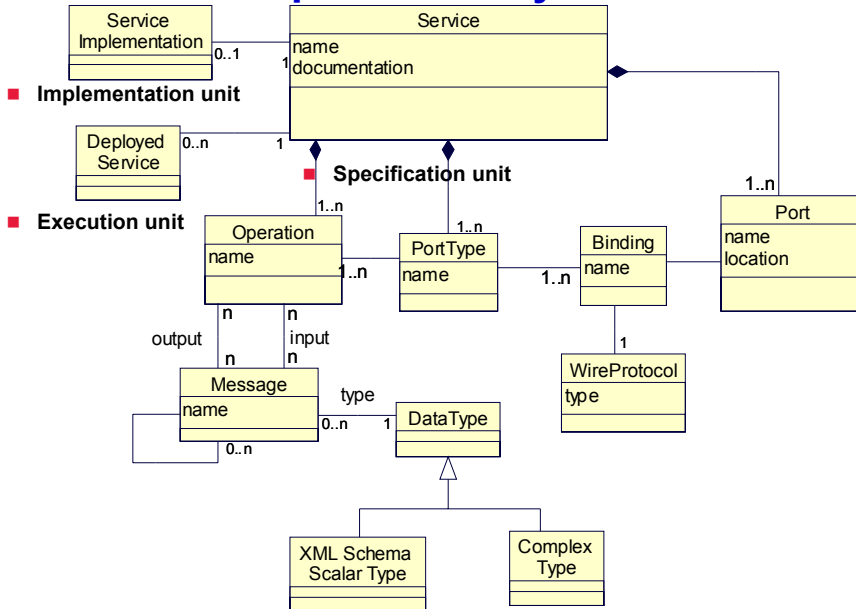 Service
Implementation
0..1
1
Service
name
documentation
Implementation unit
Deployed
Service
0..n
1
Specification unit
Execution unit
1..n
1..n
1..n
Operation
name
1..n
PortType
name
1..n
Binding
name
Port
name
location
n
n
output
input
n
n
1
Message
name
type
0..n
1
0..n
DataType
WireProtocol
type
XML Schema
Scalar Type
Complex
Type